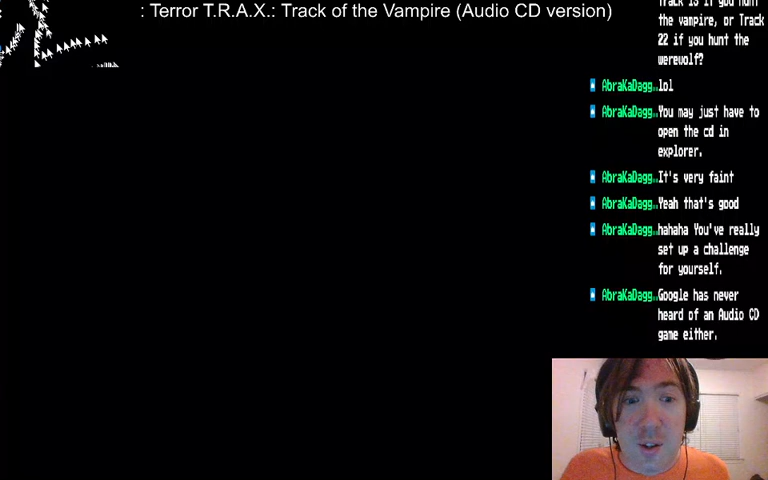 : Terror T.R.A.X.: Track of the Vampire (Audio CD version)
Track 13 if you hunt
the vampire, or Track
22 if you hunt the
werewolf?
AbraKaDagg..lol
AbraKaDagg..You may just have to
open the cd in
explorer.
AbraKaDagg..It's very faint
AbraKaDagg..Yeah that's good
AbraKaDagg..hahaha You've really
set up a challenge
for yourself.
AbraKaDagg..Google has never
heard of an Audio CD
game either.